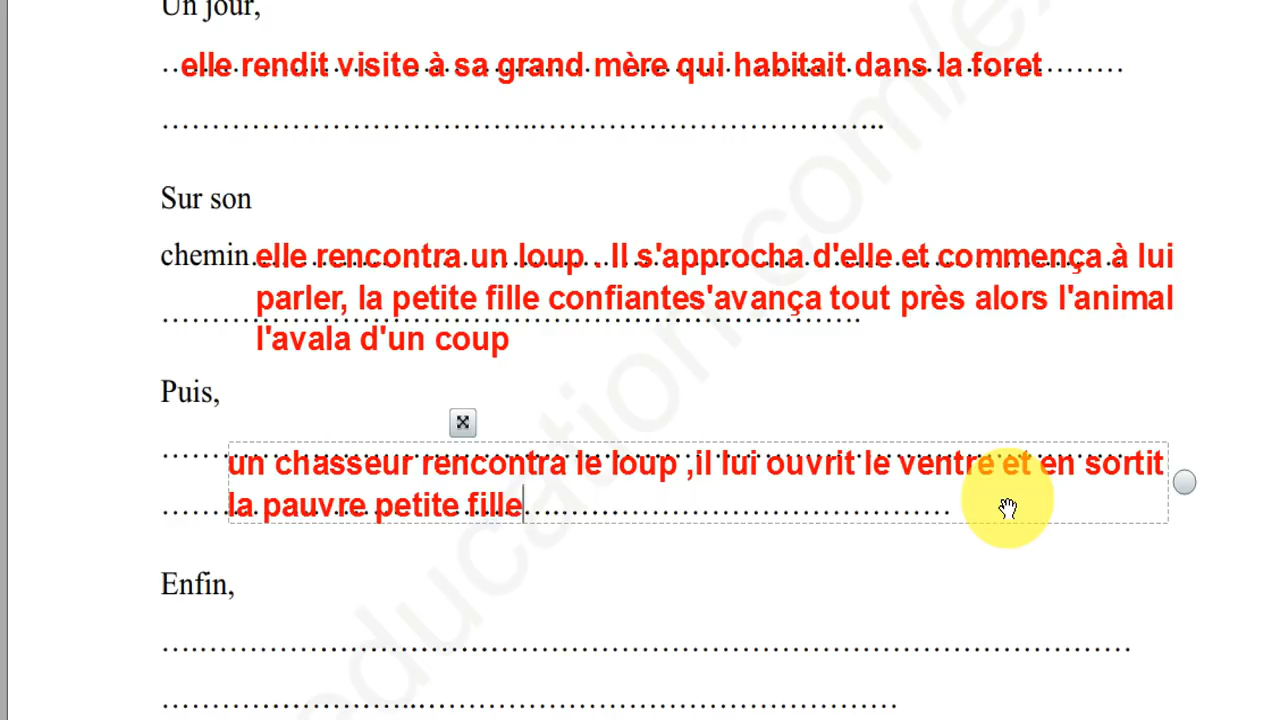 Un jour,
elle rendit visite à sa grand mère qui habitait dans la foret
Sur son
chemin elle rencontra un loup . Il s'approcha d'elle et commença à lui
parler, la petite fille confiantes'avança tout près alors l'animal
l'avala d'un coup
Puis,
un chasseur rencontra le loup ,il lui ouvrit le ventre et en sortit
la pauvre petite fille
Enfin,